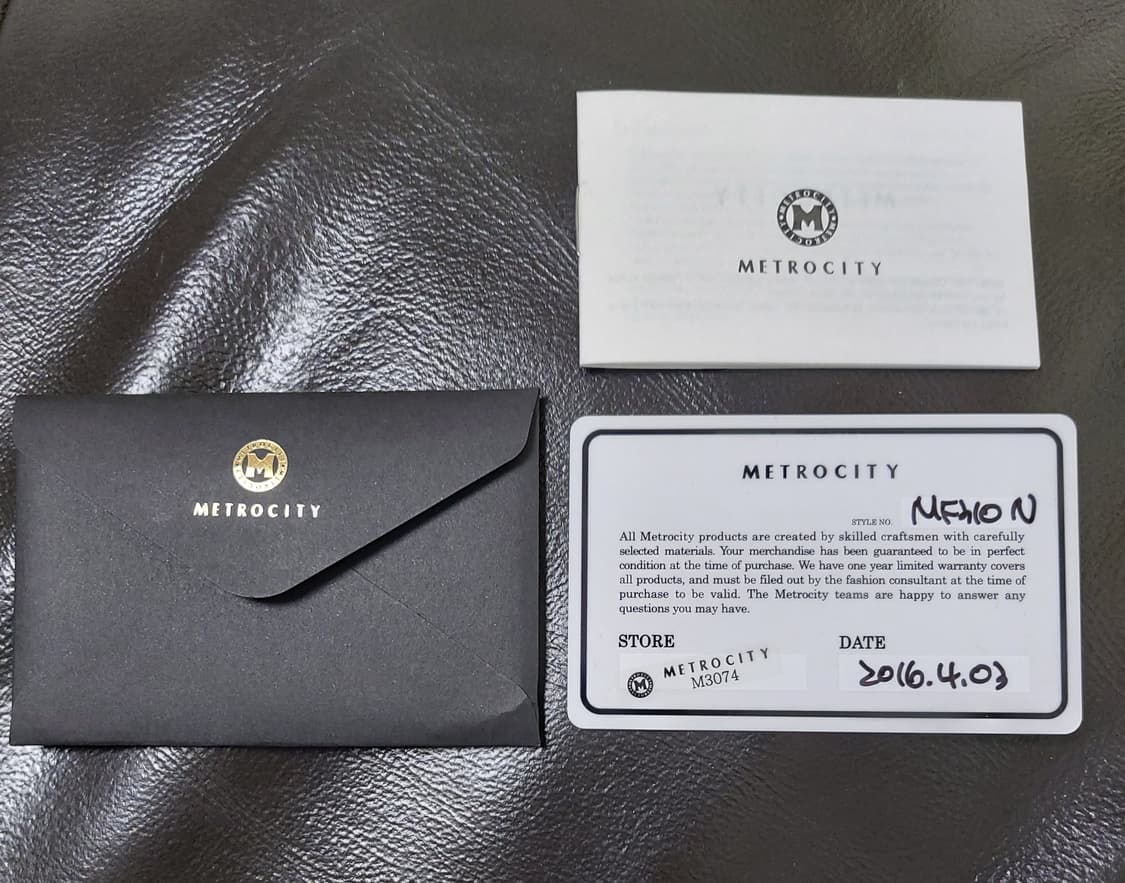 METROCITY
METROCITY
METROCITY
STYLE NO.
All Metrocity products are created by skilled craftsmen with carefully
selected materials. Your merchandise has been guaranteed to be in perfect
condition at the time of purchase. We have one year limited warranty covers
all products, and must be filed out by the fashion consultant at the time of
purchase to be valid. The Metrocity teams are happy to answer any
questions you may have.
STORE
DATE
METROCITY
M3074
2016.4.03